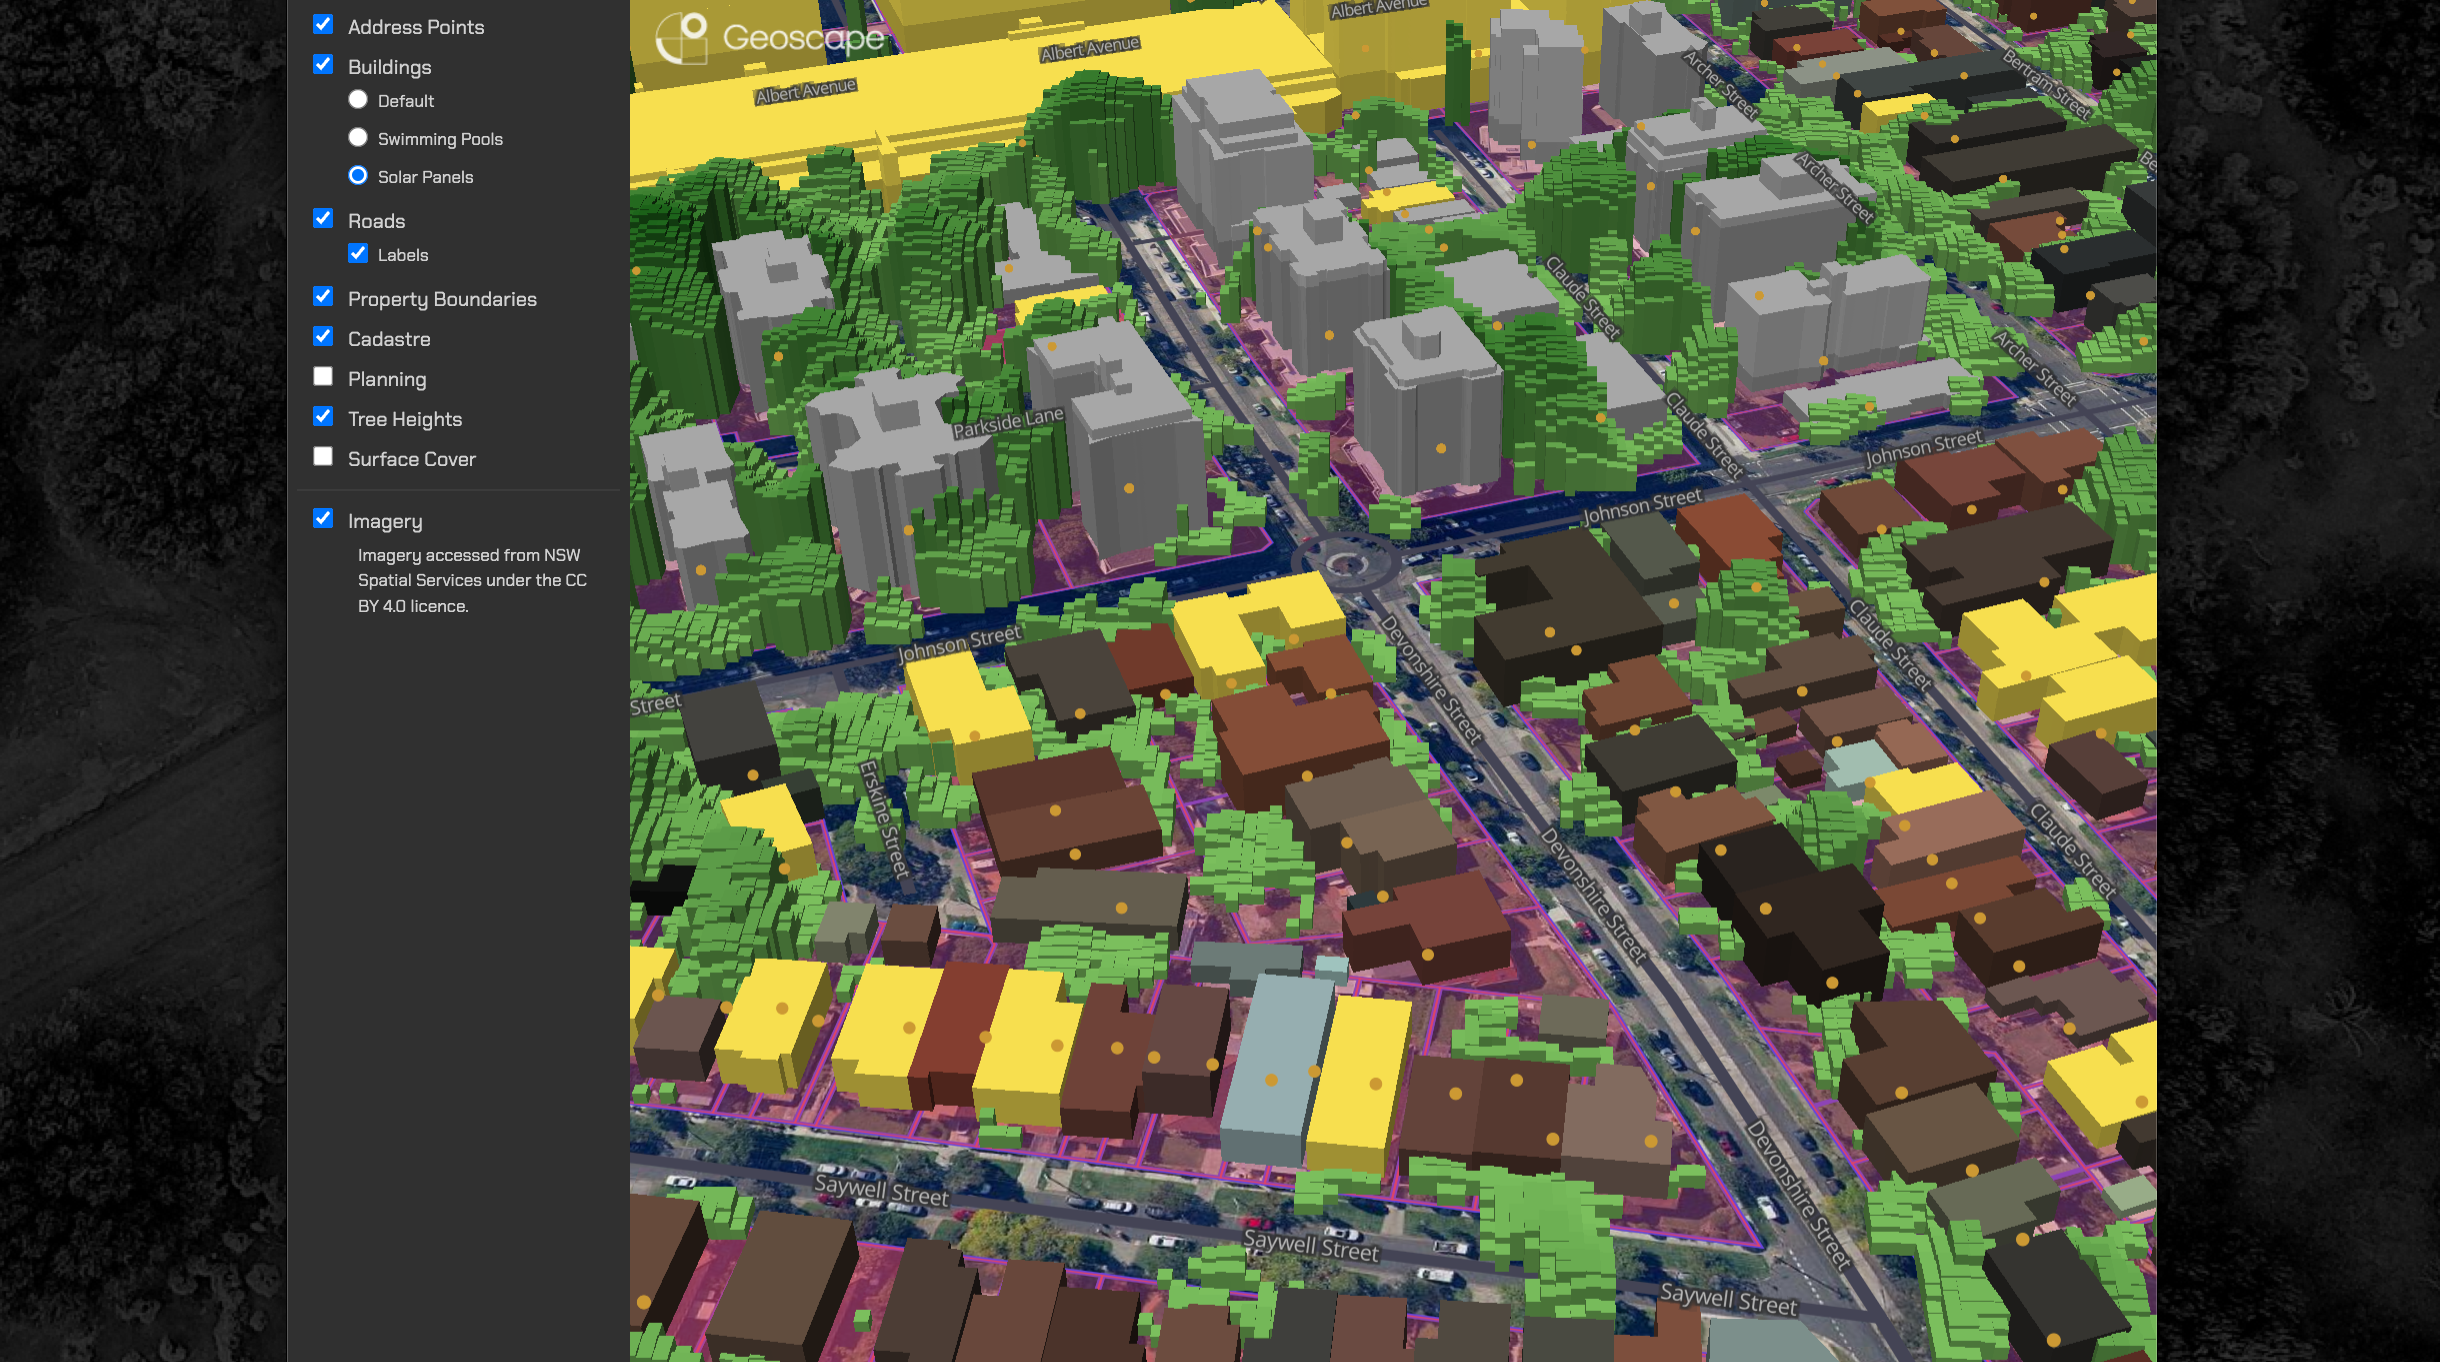 Address Points
Buildings
Default
Swimming Pools
Solar Panels
Roads
Labels
Property Boundaries
Cadastre
Planning
Tree Heights
Surface Cover
Imagery
Imagery accessed from NSW
Spatial Services under the CC
BY 4.0 licence.
Geoscape
Albert Avenue
Albert Avenue
Albert Avenue
Archer Street
Bertram Street
Be
Archer Street
Claude Street
Archer Street
Parkside Lane
Claude Street
Johnson Street
Johnson Street
Johnson Street
Street
Devonshire Street
Claude Street
Erskine Street
Devonshire Street
Claude Street
Devonshire Street
Saywell Street
Saywell Street
Saywell Street